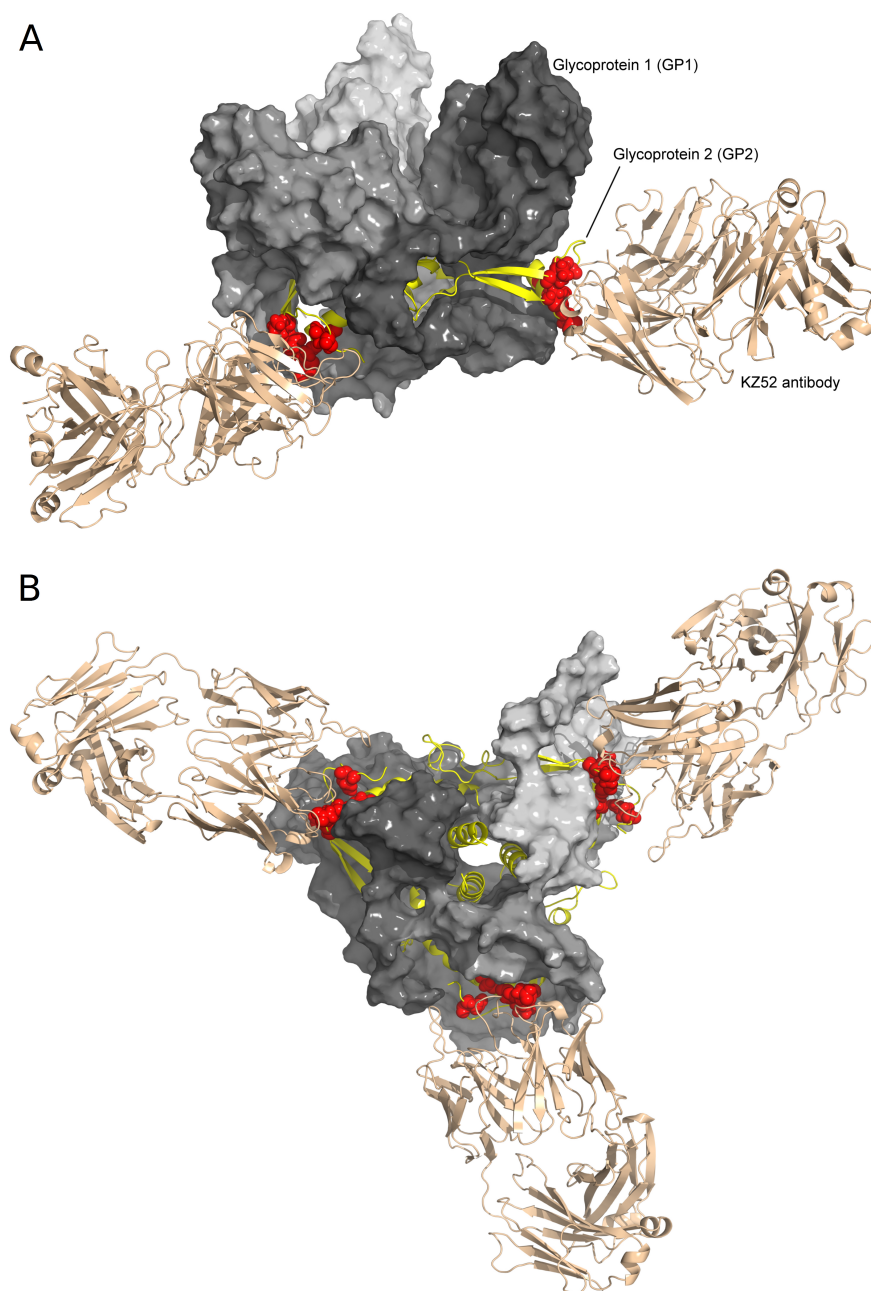 A
Glycoprotein 1 (GP1)
Glycoprotein 2 (GP2)
KZ52 antibody
B